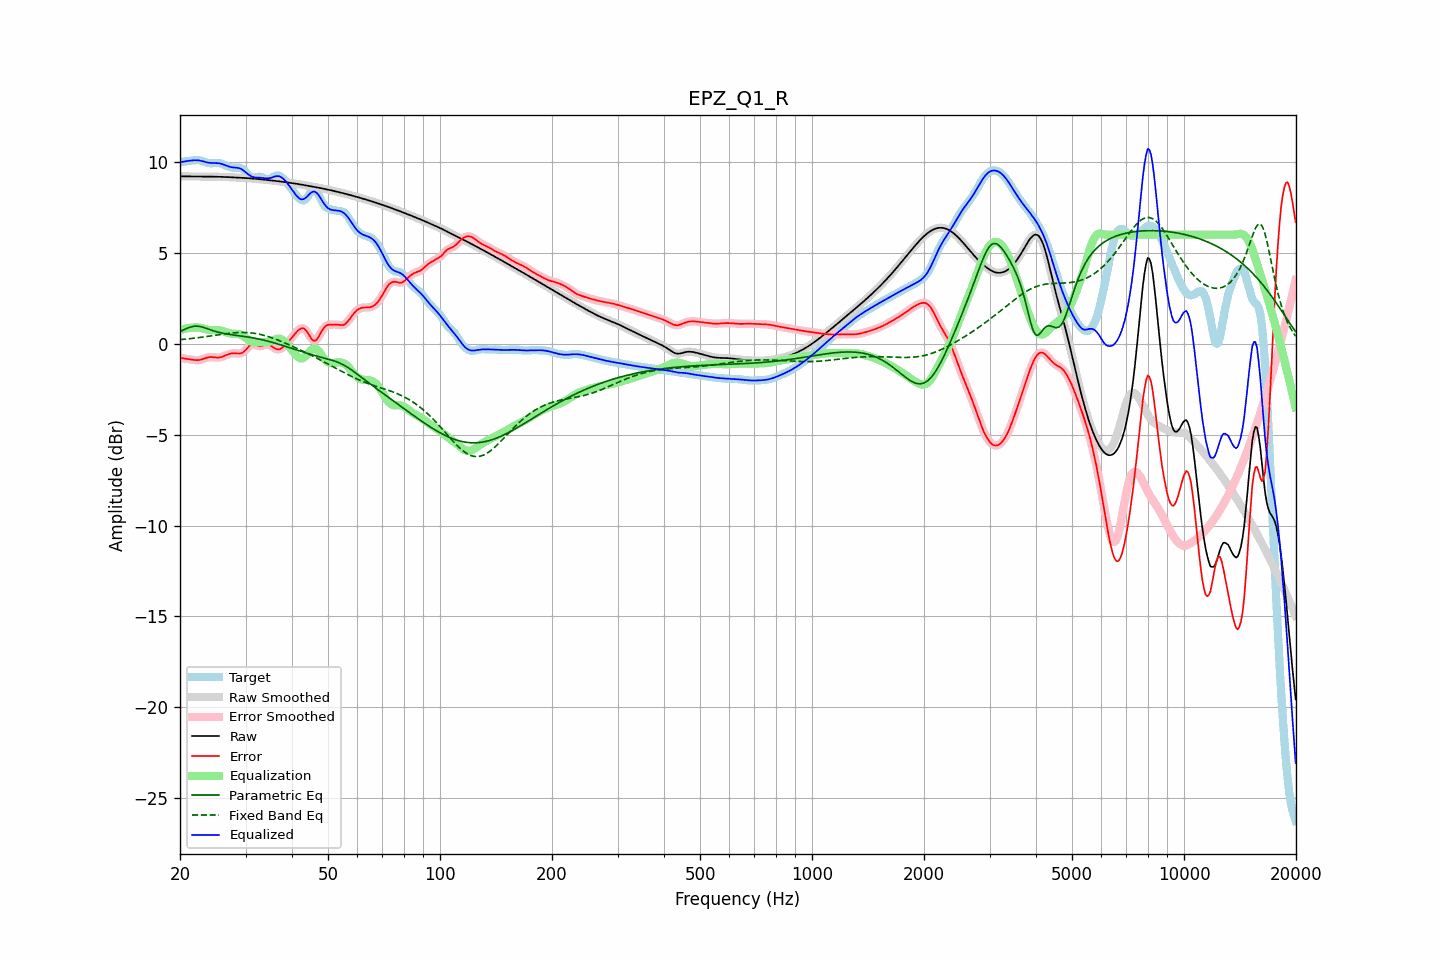 EPZ_Q1_R
Amplitude (dBr)
10
5
0
−5
−10
−15
−20
−25
Target
Raw Smoothed
Error Smoothed
Raw
Error
Equalization
Parametric Eq
Fixed Band Eq
Equalized
20 50 100 200 500 1000 2000 5000 10000 20000
Frequency (Hz)